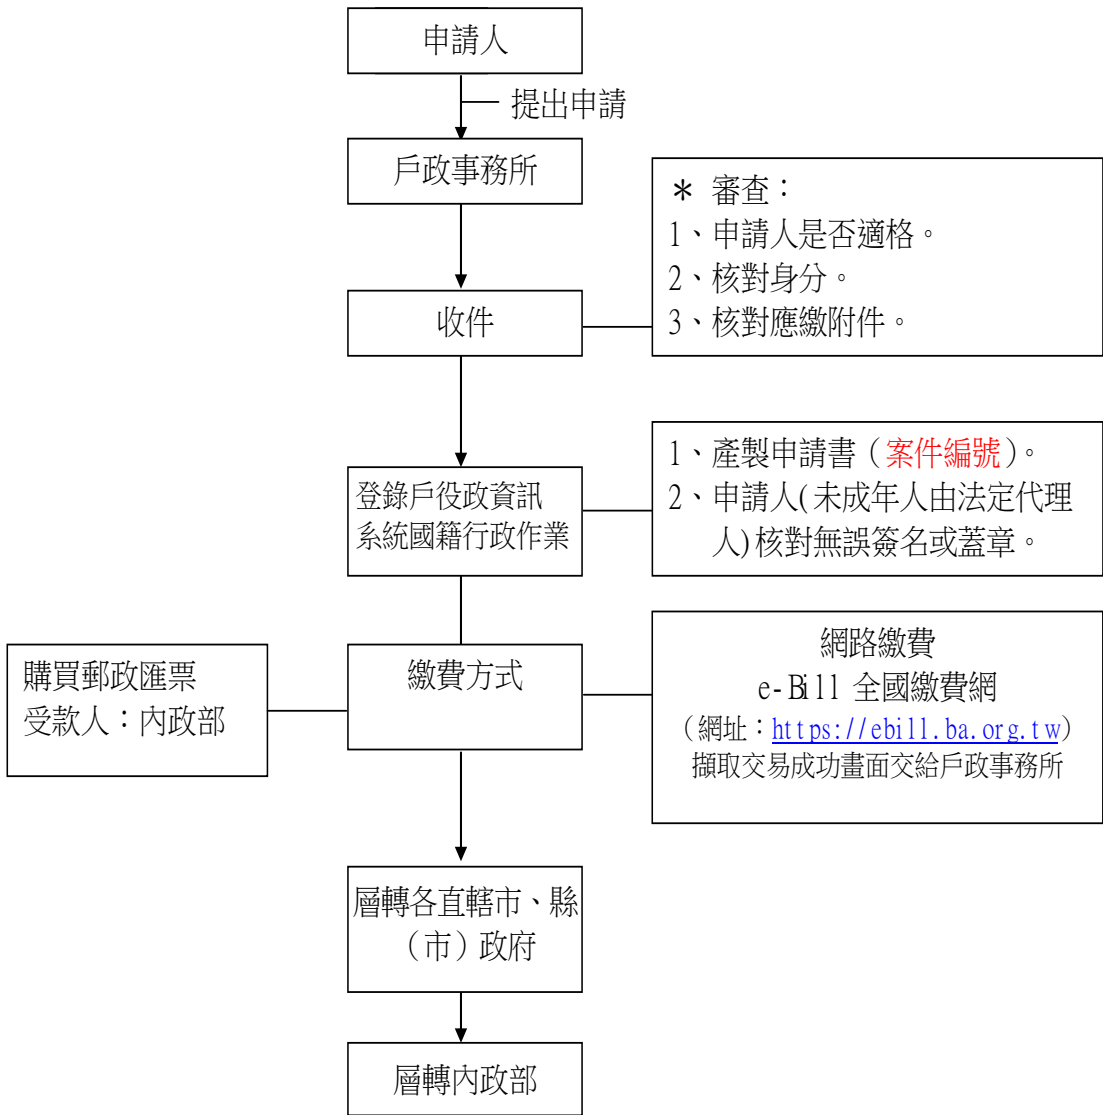 申請人
提出申請
戶政事務所
＊ 審查：
1、申請人是否適格。
2、核對身分。
3、核對應繳附件。
收件
1、產製申請書（案件編號）。
2、申請人(未成年人由法定代理
人)核對無誤簽名或蓋章。
登錄戶役政資訊
系統國籍行政作業
購買郵政匯票
受款人：內政部
繳費方式
網路繳費
e-Bill 全國繳費網
（網址：https://ebill.ba.org.tw）
擷取交易成功畫面交給戶政事務所
層轉各直轄市、縣
（市）政府
層轉內政部